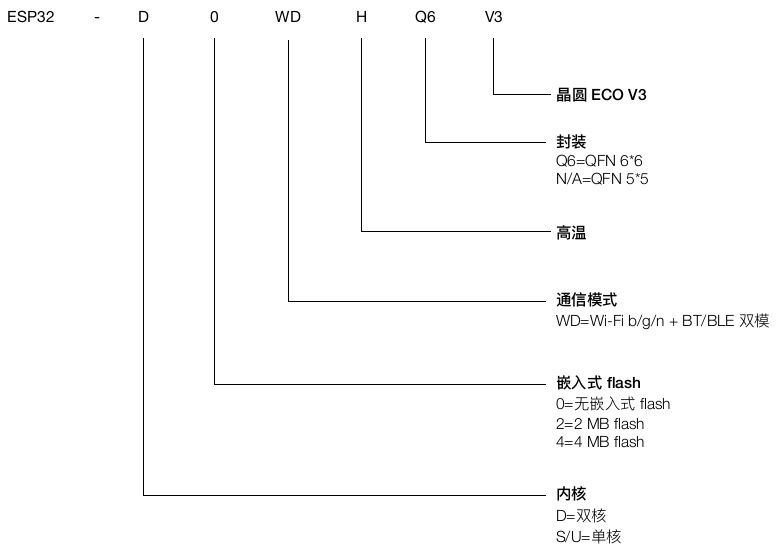 ESP32 - D 0 WD H Q6 V3
晶圆 ECO V3
封装
Q6=QFN 6*6
N/A=QFN 5*5
高温
通信模式
WD=Wi-Fi b/g/n + BT/BLE 双模
嵌入式 flash
0=无嵌入式 flash
2=2 MB flash
4=4 MB flash
内核
D=双核
S/U=单核